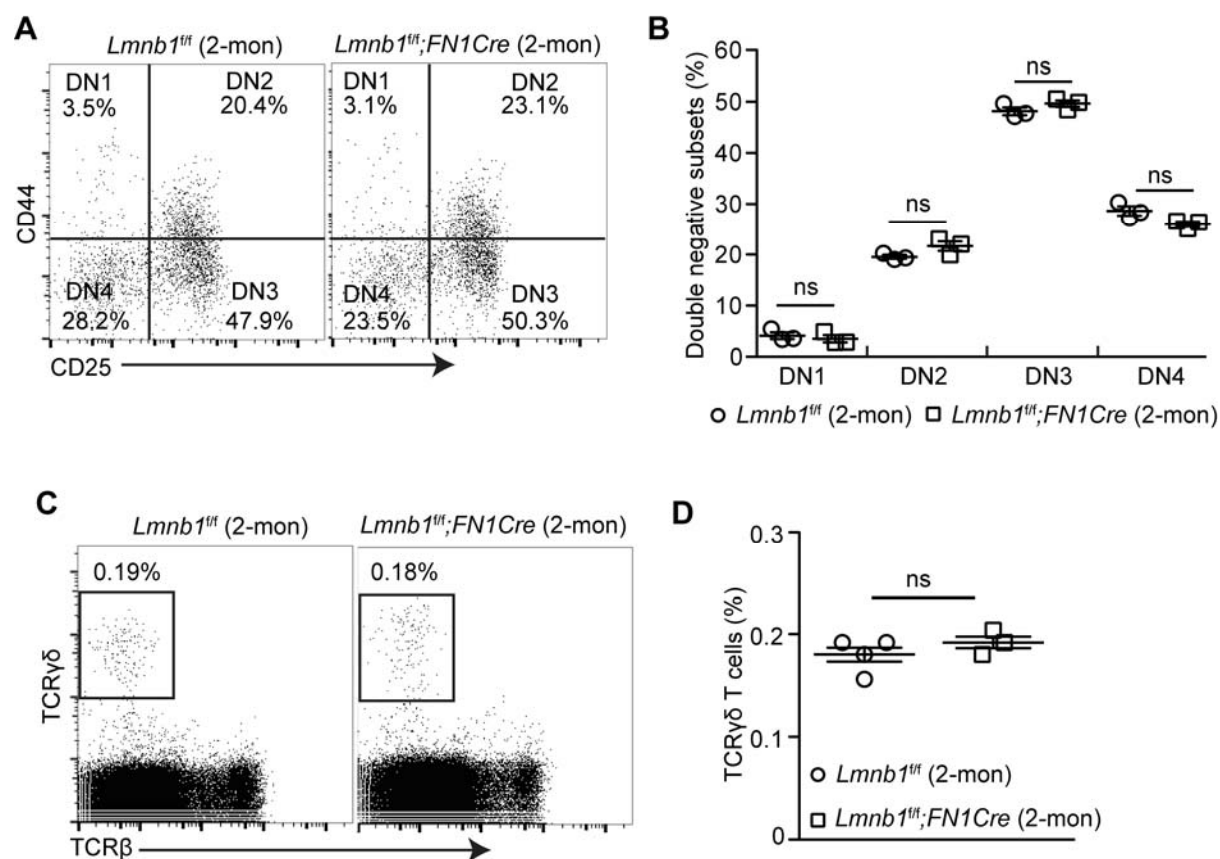 A
Lmnb1f/f (2-mon)
Lmnb1f/f;FN1Cre (2-mon)
DN1
3.5%
DN2
20.4%
DN1
3.1%
DN2
23.1%
CD44
DN4
28.2%
DN3
47.9%
DN4
23.5%
DN3
50.3%
CD25
B
Double negative subsets (%)
60
50
40
30
20
10
0
ns
ns
ns
ns
DN1
DN2
DN3
DN4
Lmnb1f/f (2-mon)
Lmnb1f/f;FN1Cre (2-mon)
C
Lmnb1f/f (2-mon)
Lmnb1f/f;FN1Cre (2-mon)
0.19%
0.18%
TCRγδ
TCRβ
D
TCRγδ T cells (%)
0.3
0.2
0.1
0
ns
Lmnb1f/f (2-mon)
Lmnb1f/f;FN1Cre (2-mon)